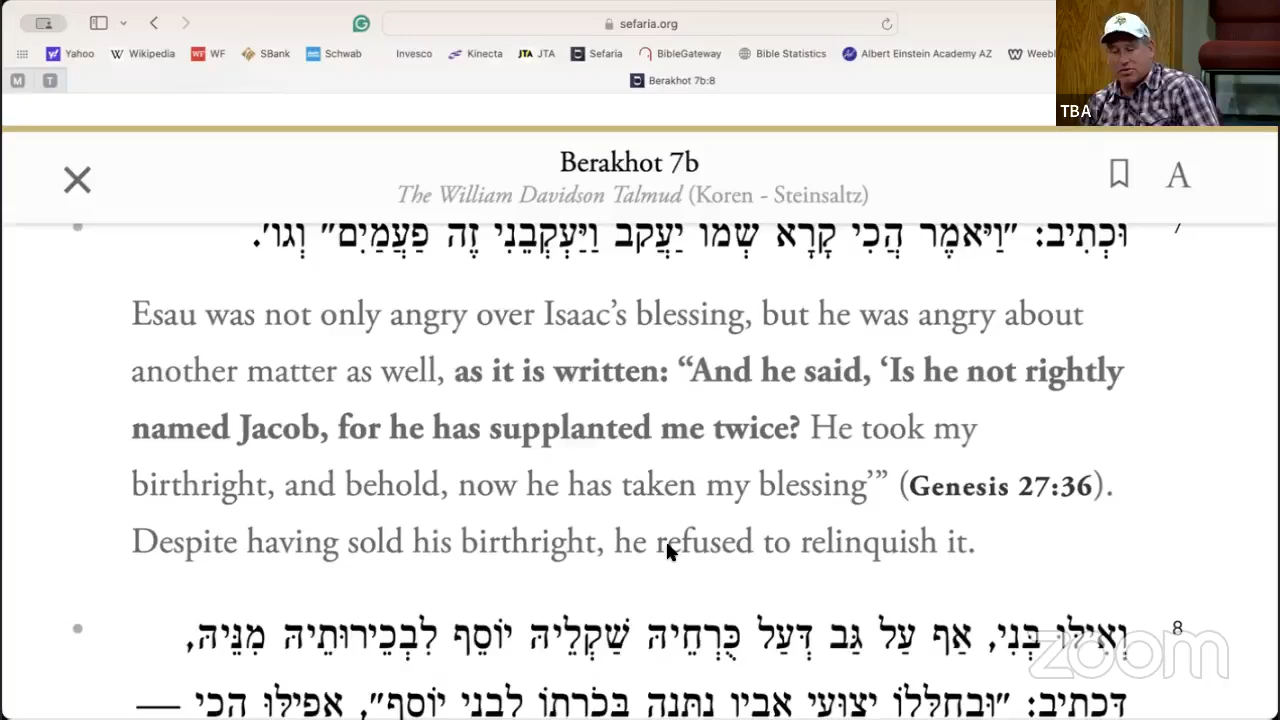 sefaria.org
Yahoo Wikipedia WF SBank Schwab Invesco Kinecta JTA Sefaria BibleGateway Bible Statistics Albert Einstein Academy AZ Weeb
M T Berakhot 7b:8
TBA
Berakhot 7b
The William Davidson Talmud (Koren - Steinsaltz)
A
7
וּכְתִיב: ״וַיֹּאמֶר הֲכִי קָרָא שְׁמוֹ יַעֲקֹב וַיַּעְקְבֵנִי זֶה פַעֲמַיִם״ וְגוֹ׳.
Esau was not only angry over Isaac’s blessing, but he was angry about
another matter as well, as it is written: “And he said, ‘Is he not rightly
named Jacob, for he has supplanted me twice? He took my
birthright, and behold, now he has taken my blessing’” (Genesis 27:36).
Despite having sold his birthright, he refused to relinquish it.
8
וְאִילּוּ בְּנִי, אַף עַל גַּב דְּעַל כֻּרְחֵיהּ שַׁקְלֵיהּ יוֹסֵף לִבְכֵירוּתֵיהּ מִנֵּיהּ,
דִּכְתִיב: ״וּבְחַלְּלוֹ יְצוּעֵי אָבִיו נִתְּנָה בְּכֹרָתוֹ לִבְנֵי יוֹסֵף״, אֲפִילּוּ הָכִי —
zoom